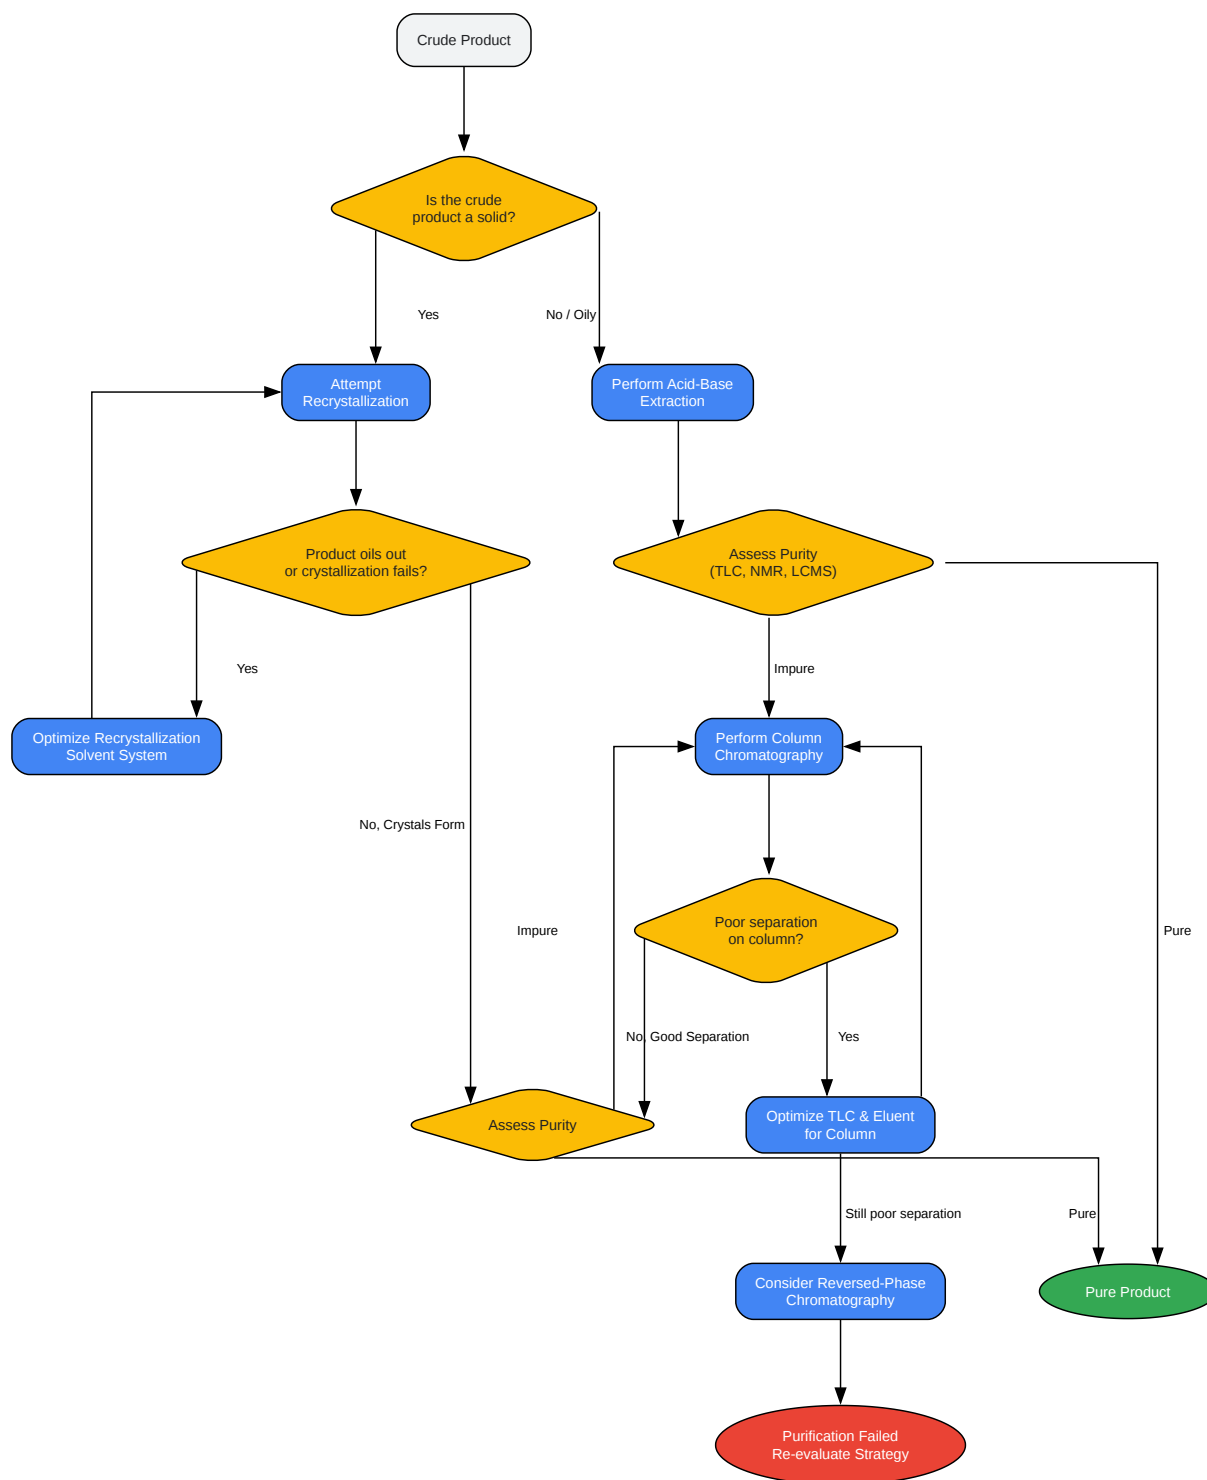 Crude Product
Is the crude
product a solid?
Yes
No / Oily
Attempt
Recrystallization
Perform Acid-Base
Extraction
Product oils out
or crystallization fails?
Assess Purity
(TLC, NMR, LCMS)
Yes
Impure
Optimize Recrystallization
Solvent System
Perform Column
Chromatography
No, Crystals Form
Impure
Poor separation
on column?
Pure
No, Good Separation
Yes
Assess Purity
Optimize TLC & Eluent
for Column
Still poor separation
Pure
Consider Reversed-Phase
Chromatography
Pure Product
Purification Failed
Re-evaluate Strategy